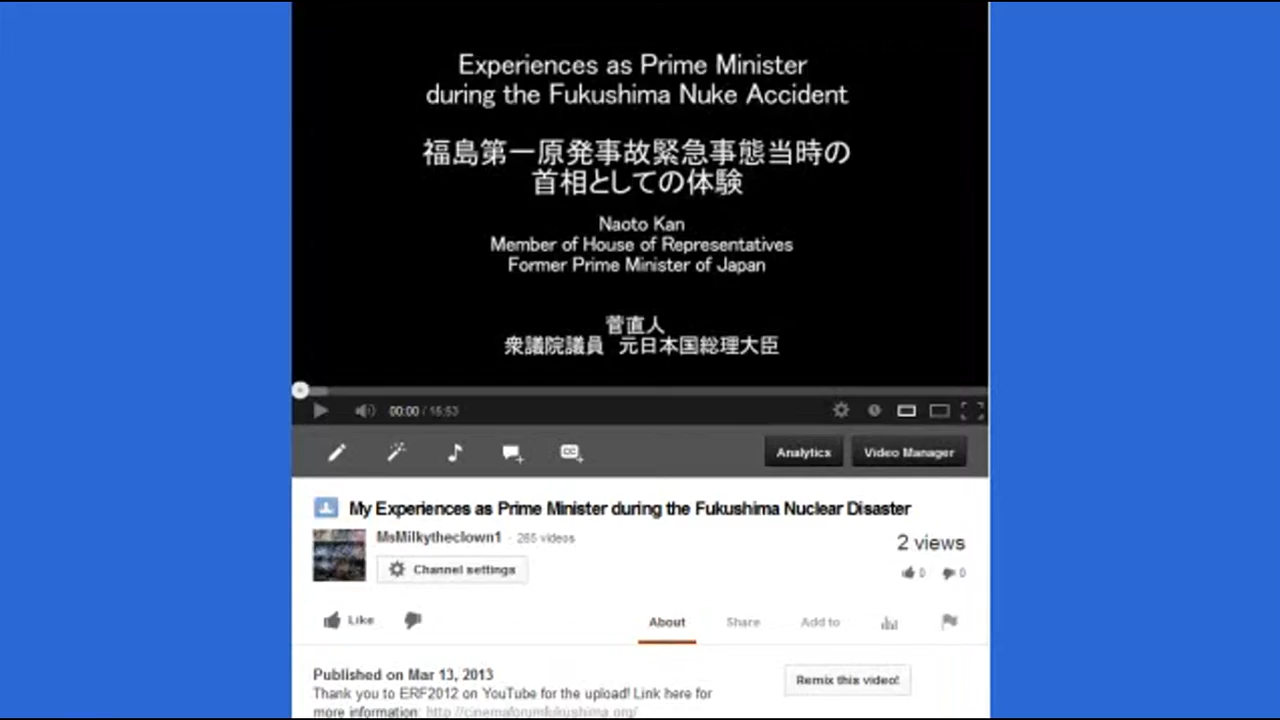 Experiences as Prime Minister
during the Fukushima Nuke Accident
福島第一原発事故緊急事態当時の
首相としての体験
Naoto Kan
Member of House of Representatives
Former Prime Minister of Japan
菅直人
衆議院議員 元日本国総理大臣
00:00 / 15:53
Analytics
Video Manager
My Experiences as Prime Minister during the Fukushima Nuclear Disaster
MsMilkytheclown1 · 265 videos
2 views
Channel settings
0 0
Like
About Share Add to
Published on Mar 13, 2013
Remix this video!
Thank you to ERF2012 on YouTube for the upload! Link here for
more information: http://cinemaforumfukushima.org/